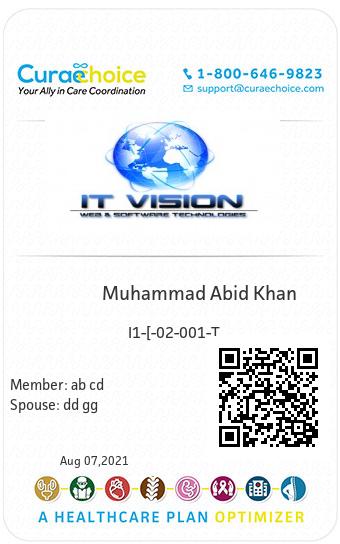 Curaechoice
Your Ally in Care Coordination
1-800-646-9823
support@curaechoice.com
IT VISION
WEB & SOFTWARE TECHNOLOGIES
Muhammad Abid Khan
I1-[-02-001-T
Member: ab cd
Spouse: dd gg
Aug 07,2021
A HEALTHCARE PLAN OPTIMIZER